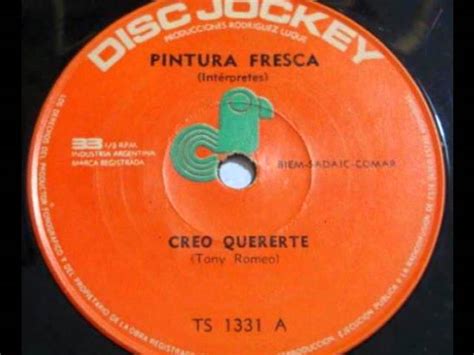 DISC JOCKEY
PRODUCCIONES RODRIGUEZ LUQUE
PINTURA FRESCA
(Intérpretes)
33 1/3 R.P.M.
INDUSTRIA ARGENTINA
MARCA REGISTRADA
BIEM-SADAIC-COMAR
CREO QUERERTE
(Tony Romeo)
TS 1331 A